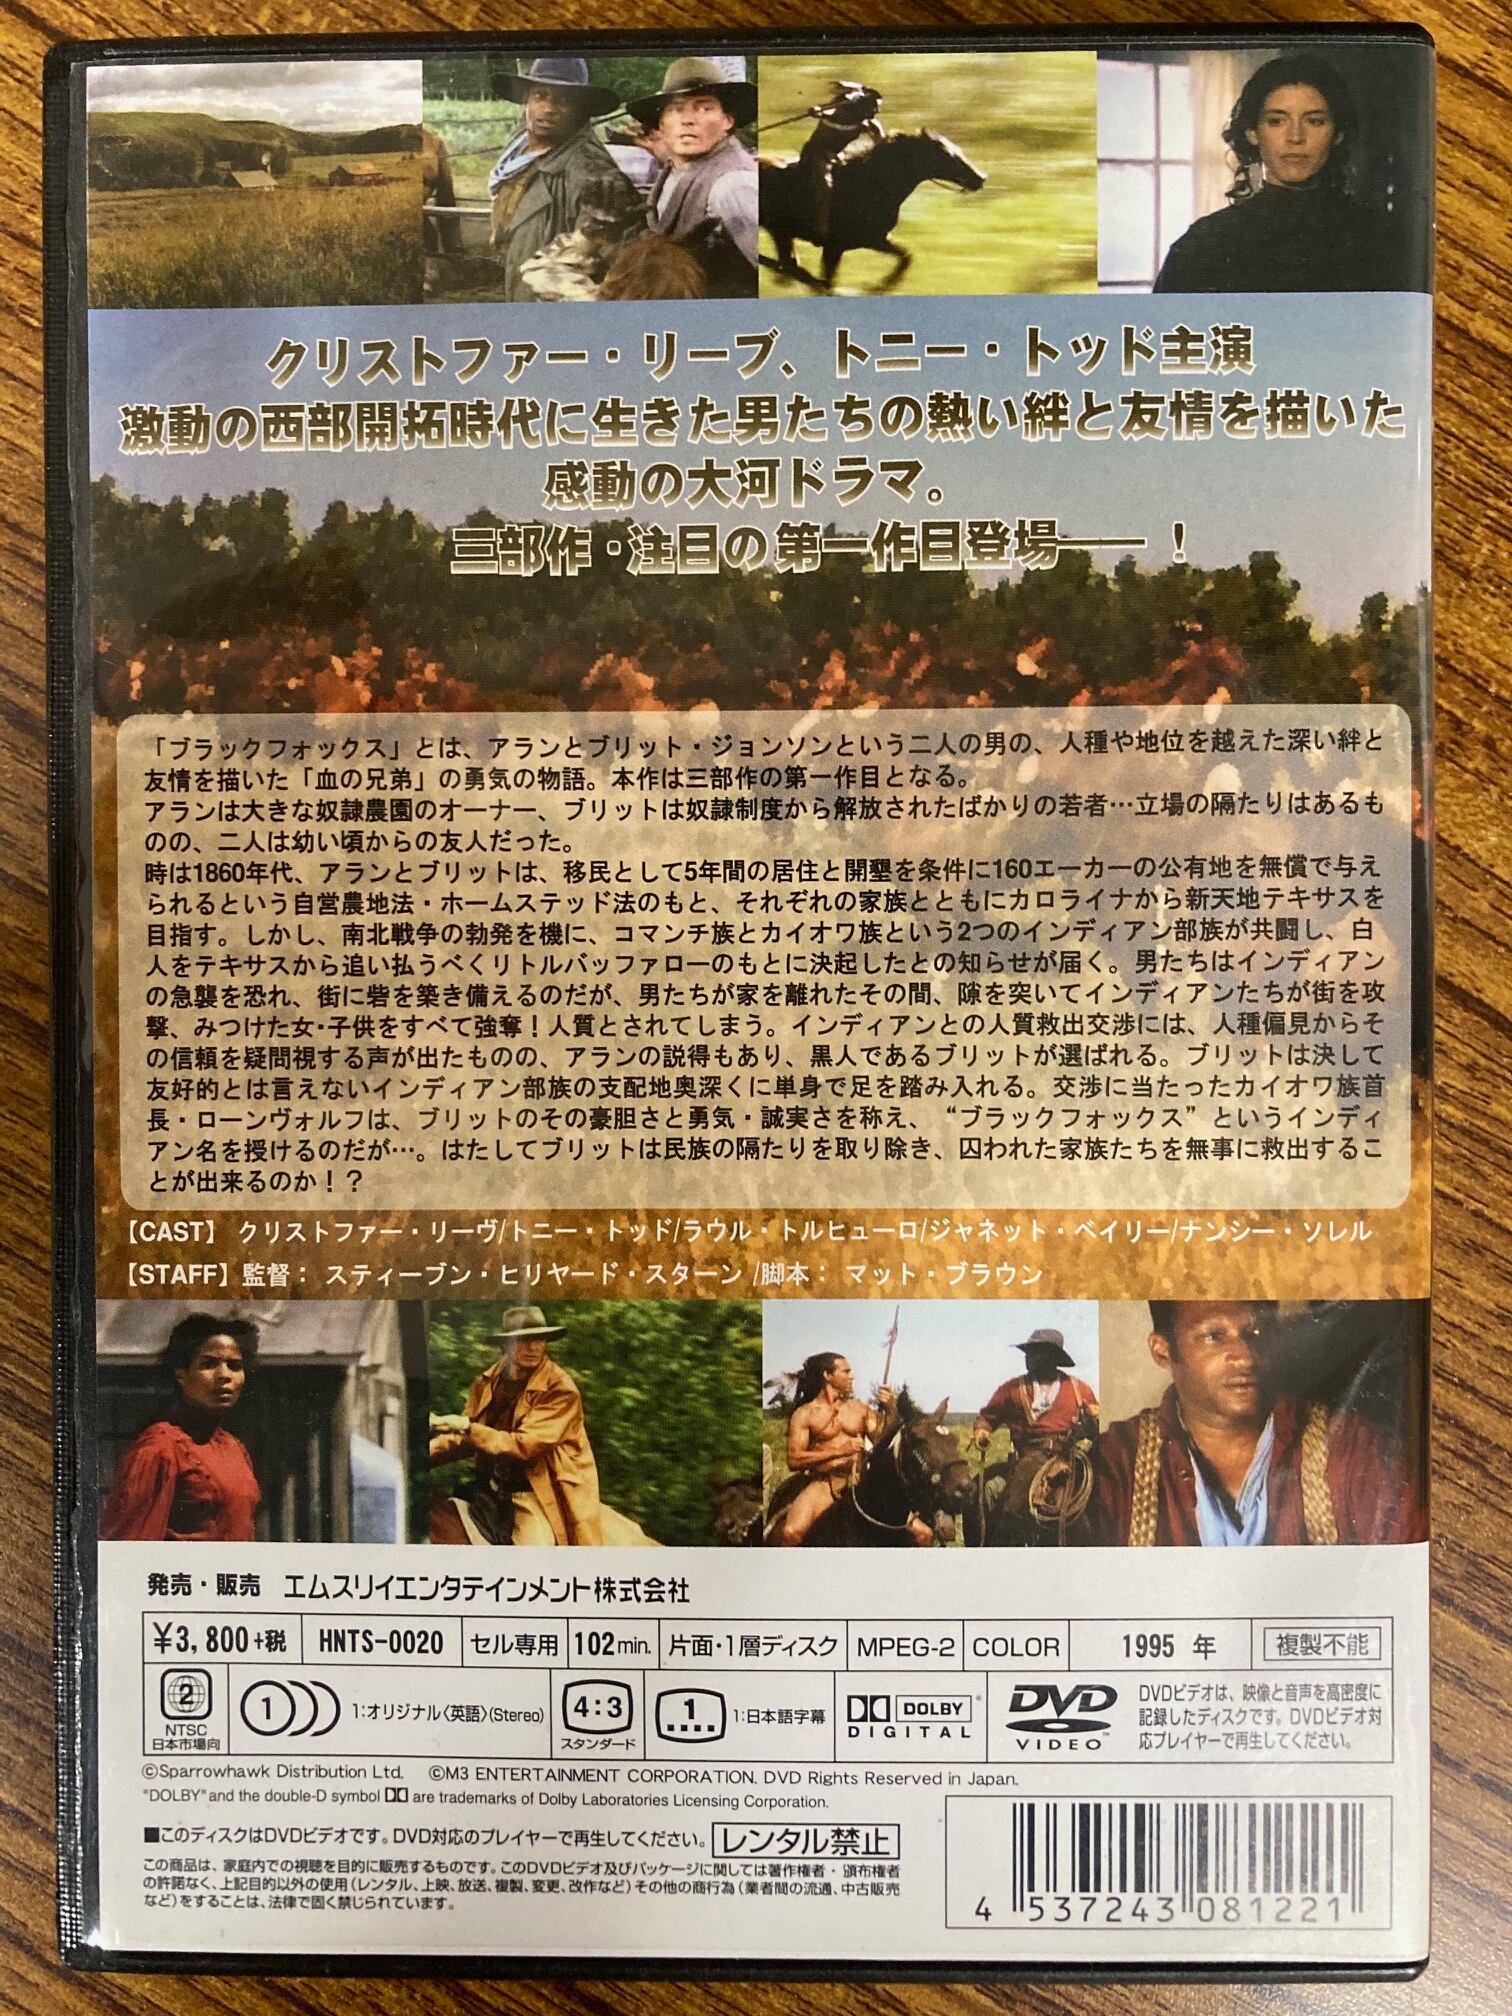 クリストファー・リーブ、トニー・トッド主演
激動の西部開拓時代に生きた男たちの熱い絆と友情を描いた
感動の大河ドラマ。
三部作・注目の第一作目登場――！
「ブラックフォックス」とは、アランとブリット・ジョンソンという二人の男の、人種や地位を越えた深い絆と
友情を描いた「血の兄弟」の勇気の物語。本作は三部作の第一作目となる。
アランは大きな奴隷農園のオーナー、ブリットは奴隷制度から解放されたばかりの若者…立場の隔たりはあるも
のの、二人は幼い頃からの友人だった。
時は1860年代、アランとブリットは、移民として5年間の居住と開墾を条件に160エーカーの公有地を無償で与え
られるという自営農地法・ホームステッド法のもと、それぞれの家族とともにカロライナから新天地テキサスを
目指す。しかし、南北戦争の勃発を機に、コマンチ族とカイオワ族という2つのインディアン部族が共闘し、白
人をテキサスから追い払うべくリトルバッファローのもとに決起したとの知らせが届く。男たちはインディアン
の急襲を恐れ、街に砦を築き備えるのだが、男たちが家を離れたその間、隙を突いてインディアンたちが街を攻
撃、みつけた女・子供をすべて強奪！人質とされてしまう。インディアンとの人質救出交渉には、人種偏見からそ
の信頼を疑問視する声が出たものの、アランの説得もあり、黒人であるブリットが選ばれる。ブリットは決して
友好的とは言えないインディアン部族の支配地奥深くに単身で足を踏み入れる。交渉に当たったカイオワ族首
長・ローンヴォルフは、ブリットのその豪胆さと勇気・誠実さを称え、“ブラックフォックス”というインディ
アン名を授けるのだが…。はたしてブリットは民族の隔たりを取り除き、囚われた家族たちを無事に救出するこ
とが出来るのか！？
【CAST】 クリストファー・リーヴ/トニー・トッド/ラウル・トルヒューロ/ジャネット・ベイリー/ナンシー・ソレル
【STAFF】監督： スティーブン・ヒリヤード・スターン /脚本： マット・ブラウン
発売・販売 エムスリイエンタテインメント株式会社
￥3,800+税 HNTS-0020 セル専用 102min. 片面・1層ディスク MPEG-2 COLOR 1995 年 複製不能
2 NTSC 日本市場向 1 1:オリジナル〈英語〉(Stereo) 4:3 スタンダード 1 1:日本語字幕 DOLBY DIGITAL DVD VIDEO™
DVDビデオは、映像と音声を高密度に
記録したディスクです。DVDビデオ対
応プレイヤーで再生してください。
©Sparrowhawk Distribution Ltd. ©M3 ENTERTAINMENT CORPORATION. DVD Rights Reserved in Japan.
"DOLBY"and the double-D symbol are trademarks of Dolby Laboratories Licensing Corporation.
■このディスクはDVDビデオです。DVD対応のプレイヤーで再生してください。 レンタル禁止
この商品は、家庭内での視聴を目的に販売するものです。このDVDビデオ及びパッケージに関しては著作権者・頒布権者
の許諾なく、上記目的以外の使用（レンタル、上映、放送、複製、変更、改作など）その他の商行為（業者間の流通、中古販売
など）をすることは、法律で固く禁じられています。
4 537243 081221